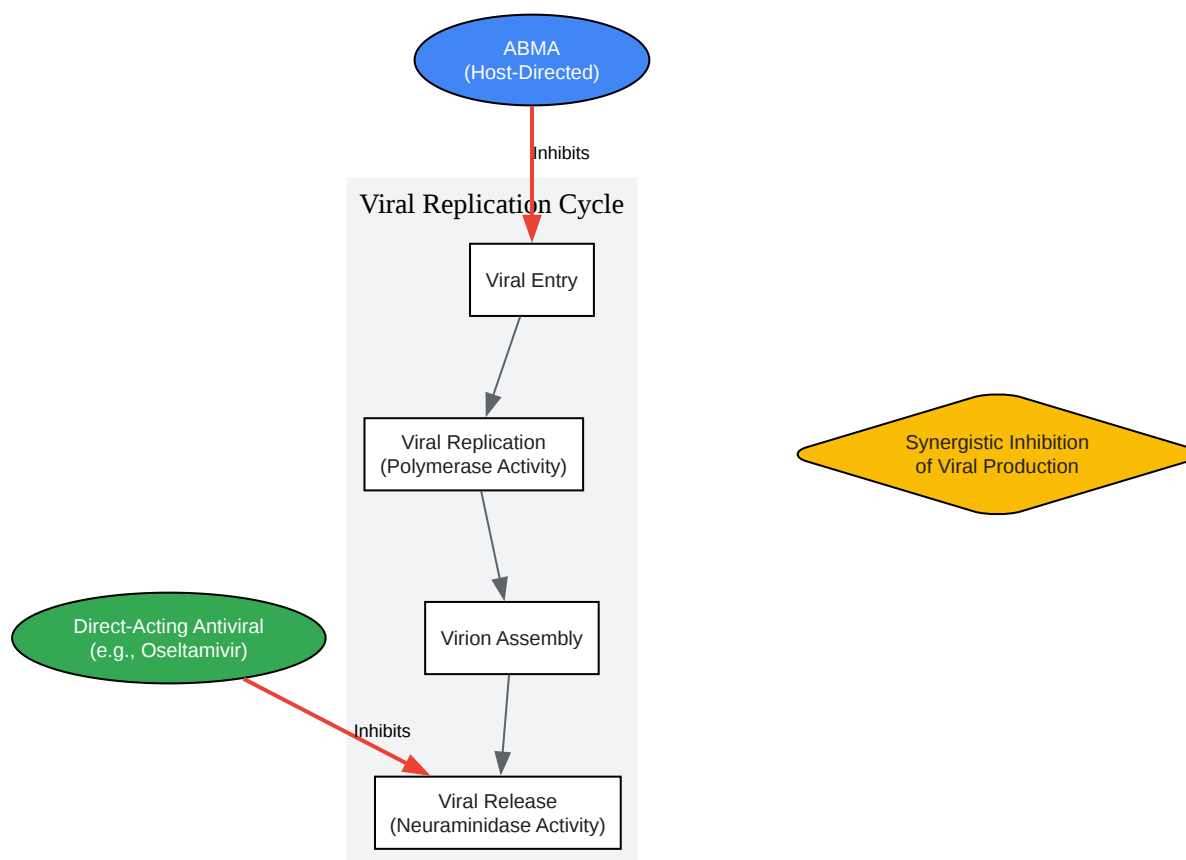 ABMA
(Host-Directed)
Inhibits
Viral Replication Cycle
Viral Entry
Viral Replication
(Polymerase Activity)
Synergistic Inhibition
of Viral Production
Direct-Acting Antiviral
(e.g., Oseltamivir)
Virion Assembly
Inhibits
Viral Release
(Neuraminidase Activity)